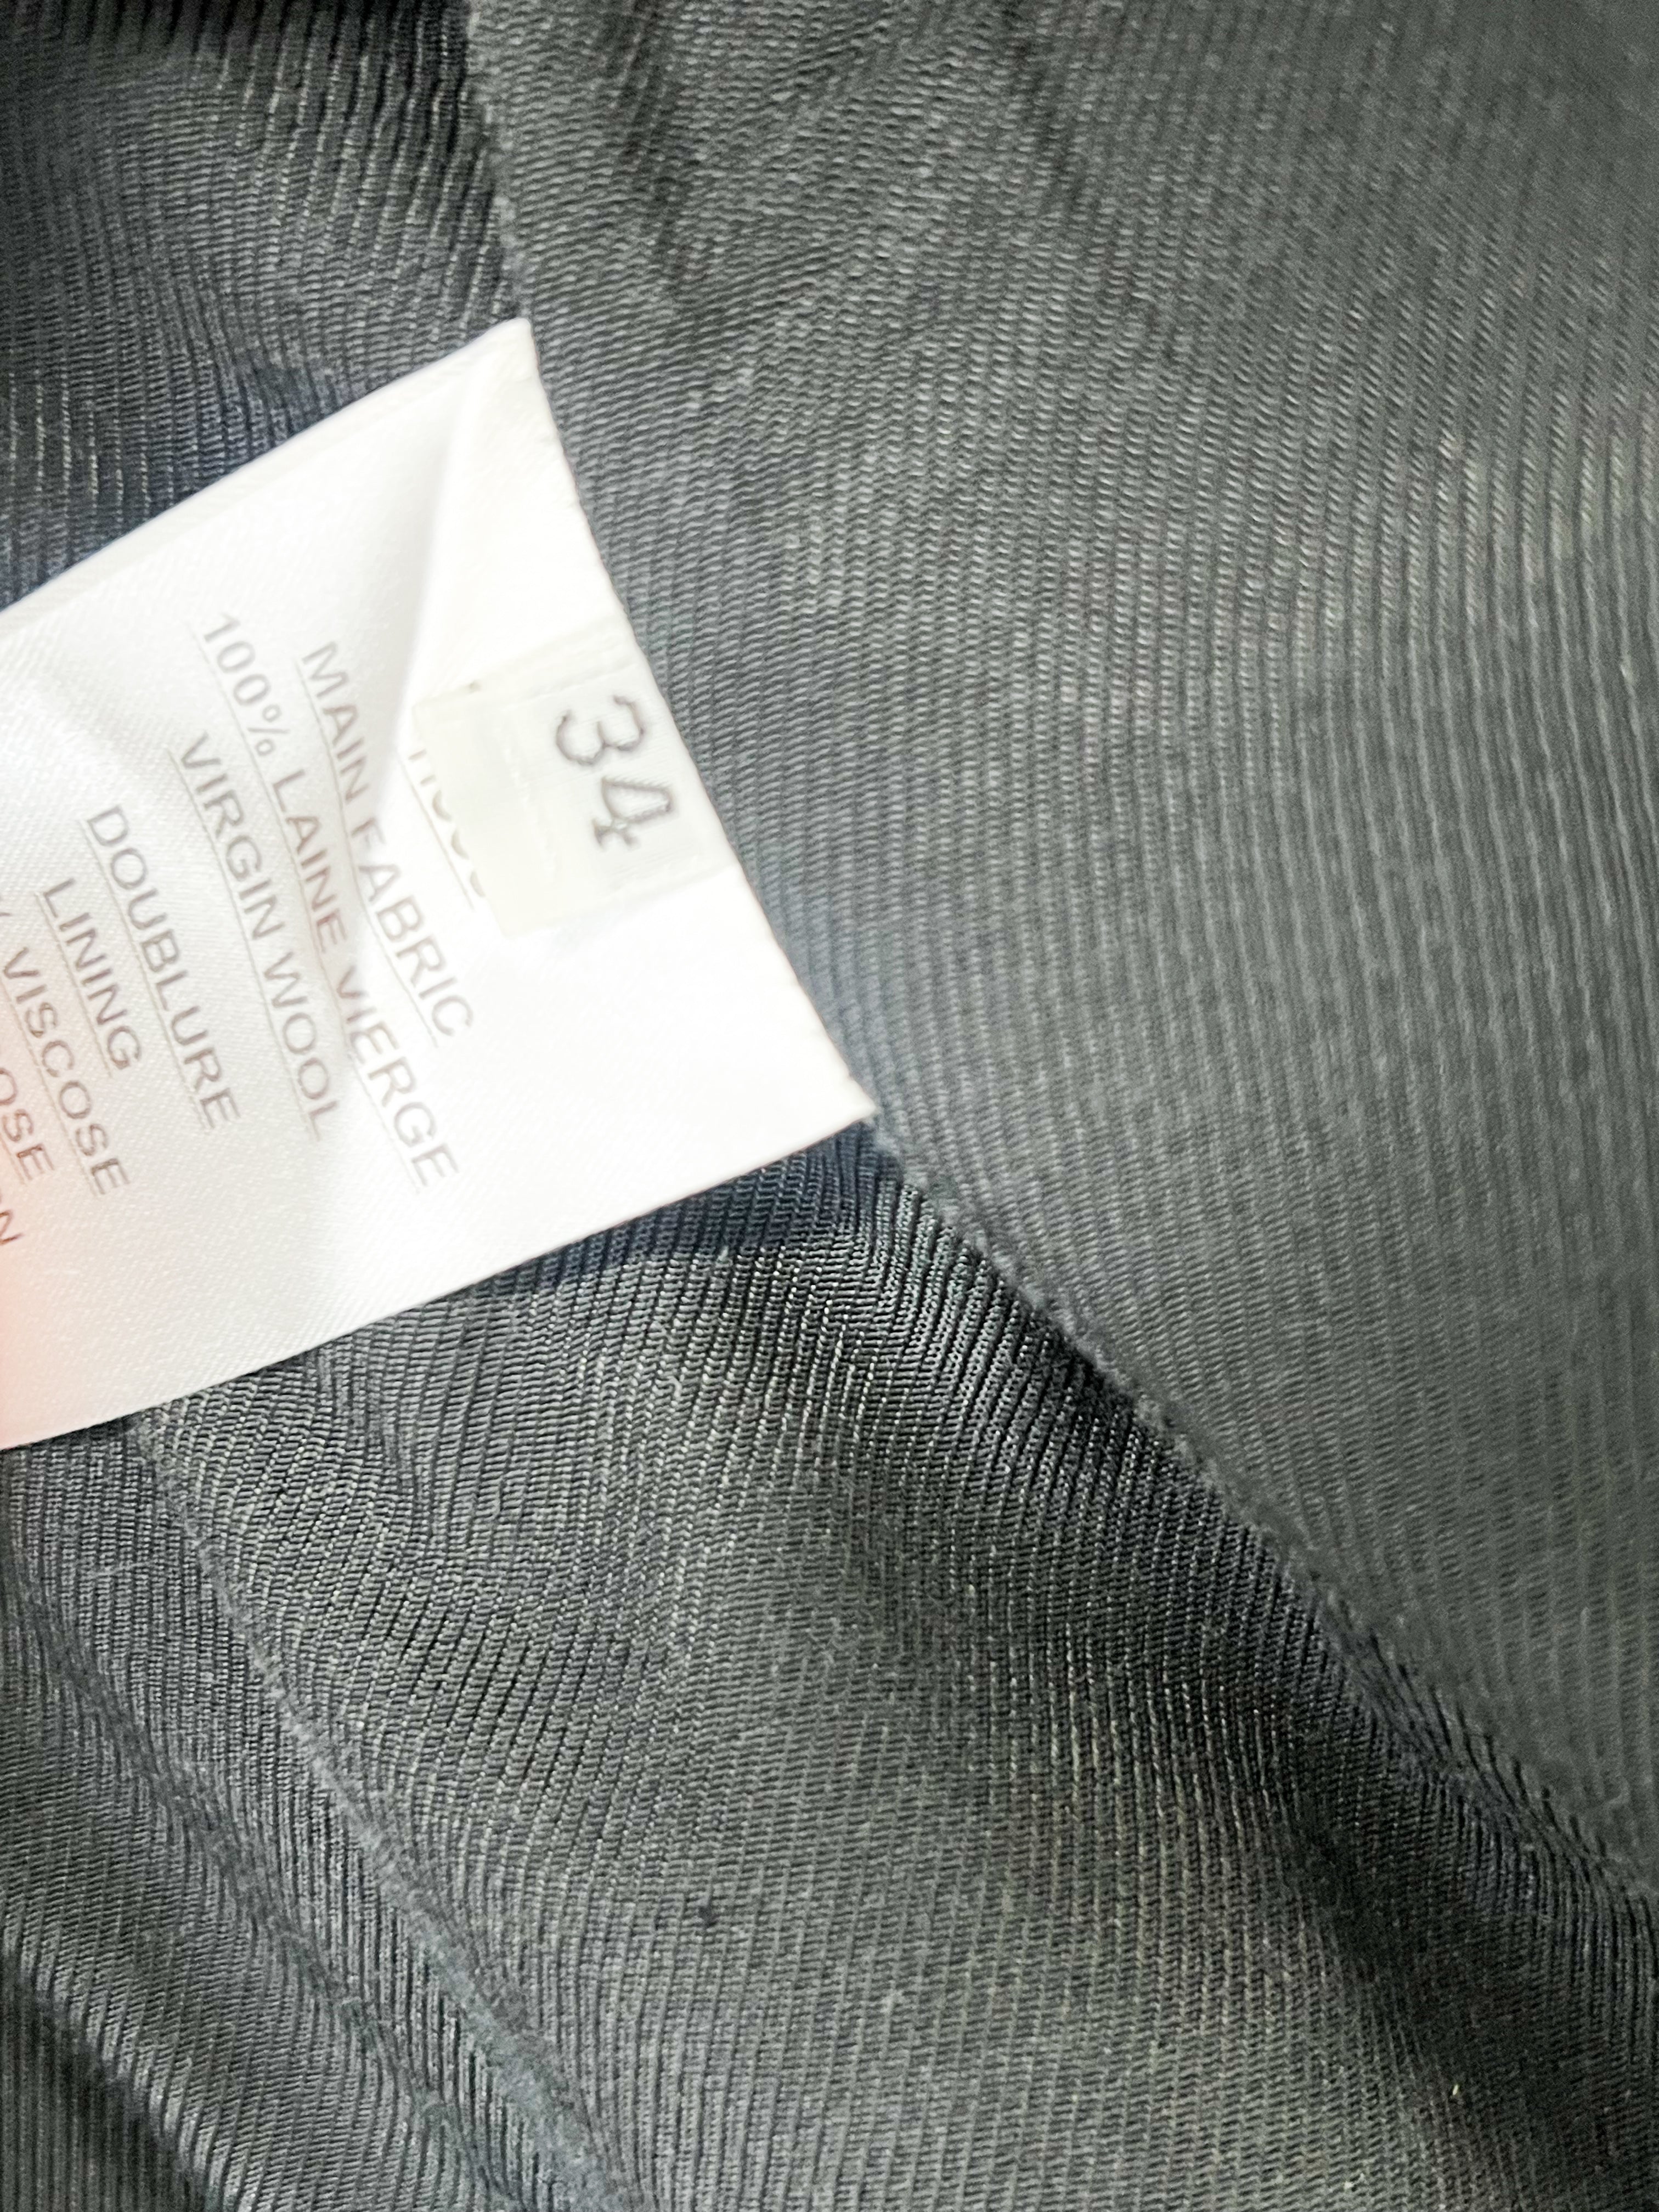 34
MAIN FABRIC
100% LAINE VIERGE
VIRGIN WOOL
DOUBLURE
LINING
% VISCOSE